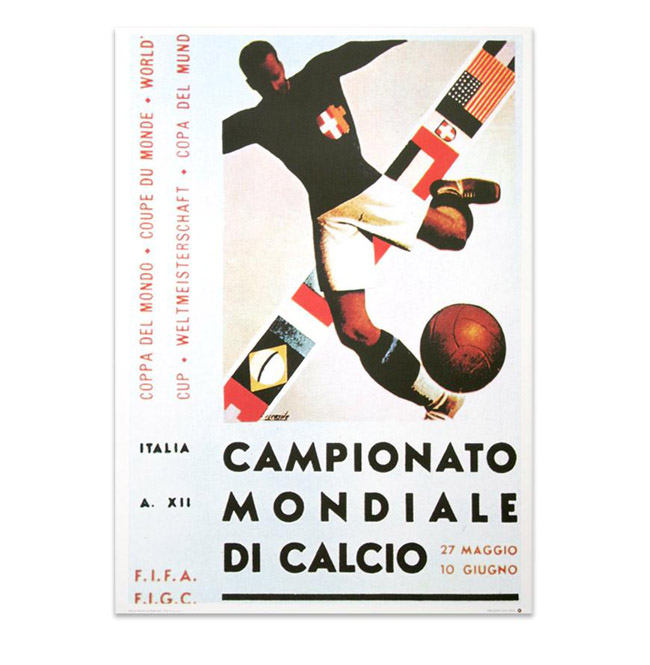 COPPA DEL MONDO • COUPE DU MONDE • WORLD'
CUP • WELTMEISTERSCHAFT • COPA DEL MUND
ITALIA
A. XII
F.I.F.A.
F.I.G.C.
CAMPIONATO
MONDIALE
DI CALCIO
27 MAGGIO
10 GIUGNO